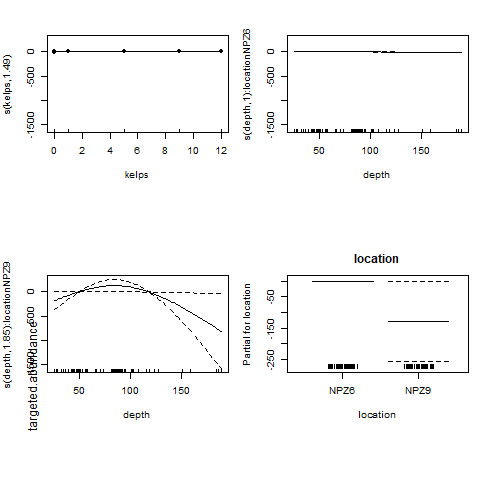 s(kelps,1.49)
0
-500
-1500
0
2
4
6
8
10
12
kelps
s(depth,1):locationNPZ6
0
-500
-1500
50
100
150
depth
s(depth,1.85):locationNPZ9
targeted.abundance
0
-500
-1500
50
100
150
depth
location
Partial for location
-50
-150
-250
NPZ6
NPZ9
location